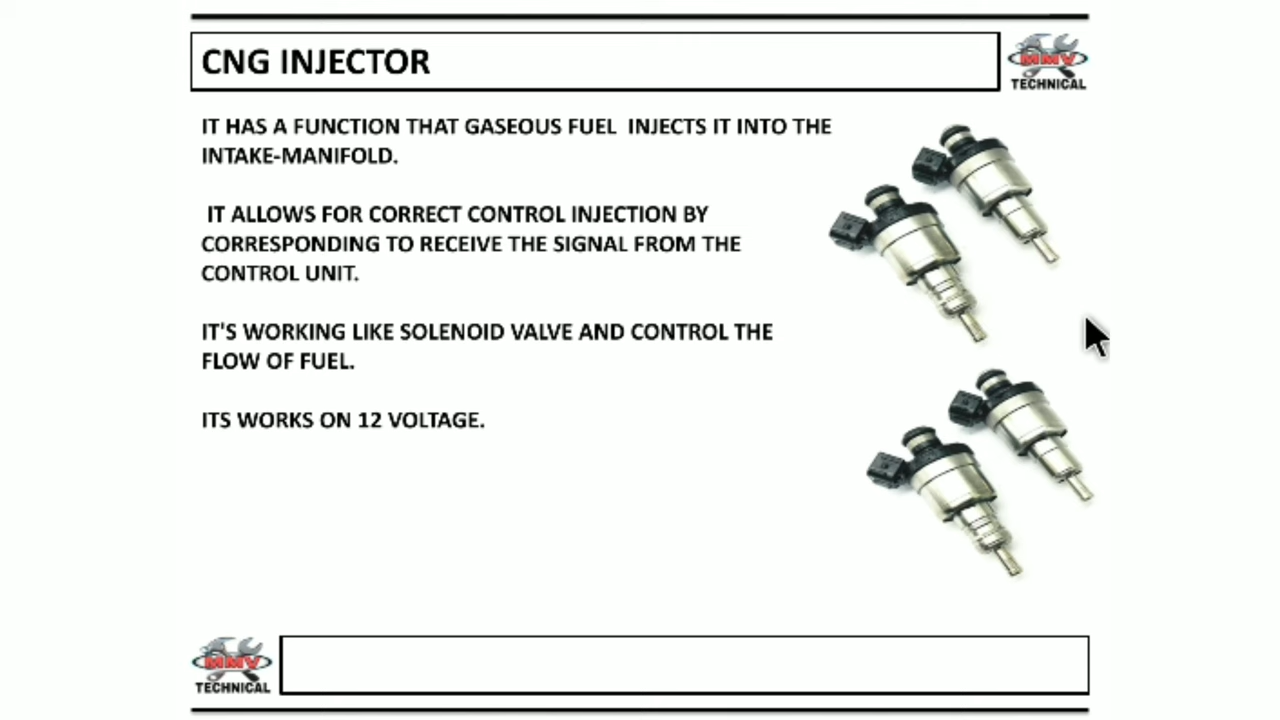 CNG INJECTOR
MMV
TECHNICAL
IT HAS A FUNCTION THAT GASEOUS FUEL  INJECTS IT INTO THE
INTAKE-MANIFOLD.
IT ALLOWS FOR CORRECT CONTROL INJECTION BY
CORRESPONDING TO RECEIVE THE SIGNAL FROM THE
CONTROL UNIT.
IT'S WORKING LIKE SOLENOID VALVE AND CONTROL THE
FLOW OF FUEL.
ITS WORKS ON 12 VOLTAGE.
MMV
TECHNICAL